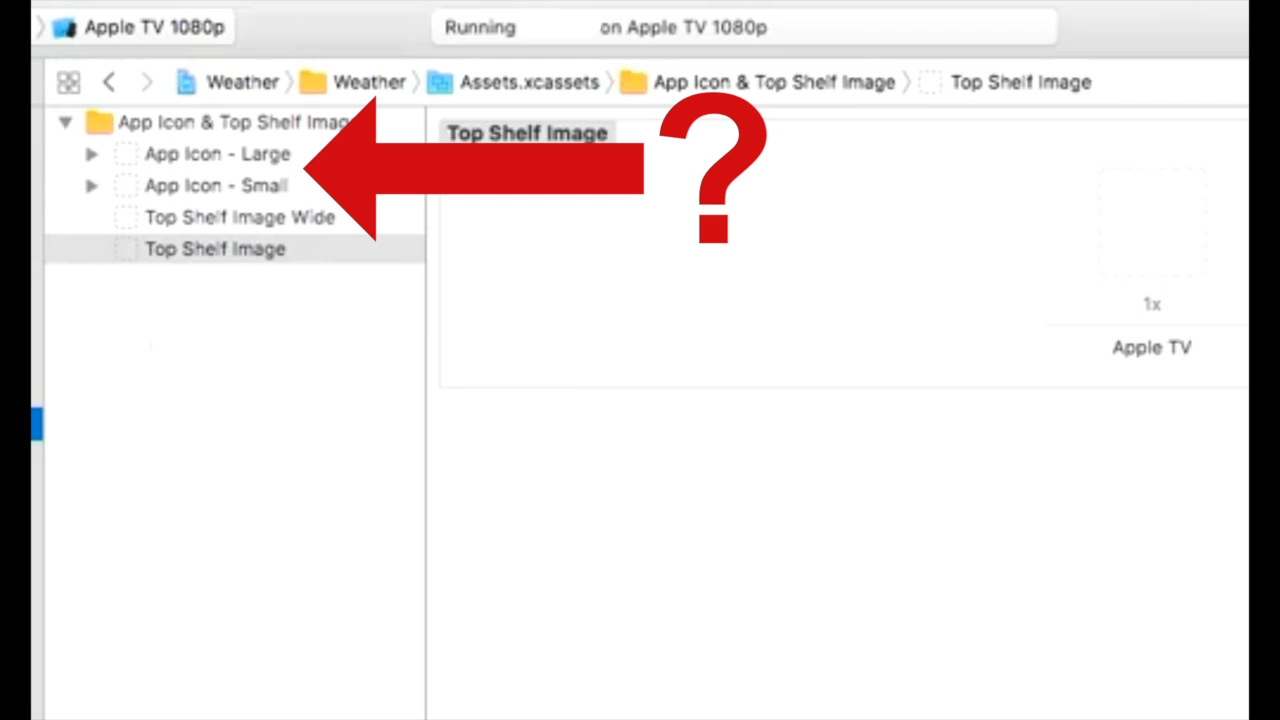 Apple TV 1080p
Running on Apple TV 1080p
Weather Weather Assets.xcassets App Icon & Top Shelf Image Top Shelf Image
App Icon & Top Shelf Imag
App Icon - Large
App Icon - Small
Top Shelf Image Wide
Top Shelf Image
Top Shelf Image
?
1x
Apple TV